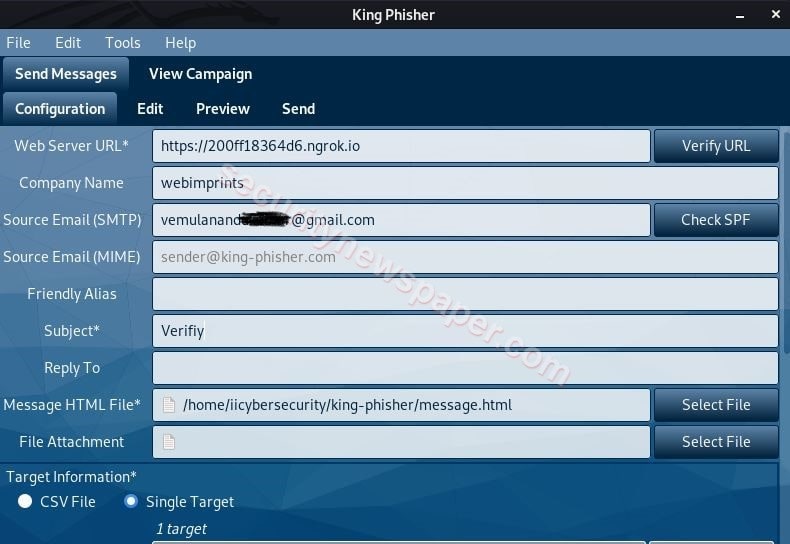 King Phisher
File Edit Tools Help
Send Messages View Campaign
Configuration Edit Preview Send
Web Server URL* https://200ff18364d6.ngrok.io Verify URL
Company Name webimprints
Source Email (SMTP) @gmail.com Check SPF
Source Email (MIME) sender@king-phisher.com
Friendly Alias
Subject* Verifiy
Reply To
Message HTML File* /home/iicybersecurity/king-phisher/message.html Select File
File Attachment Select File
Target Information*
CSV File Single Target
1 target
securitynewspaper.com